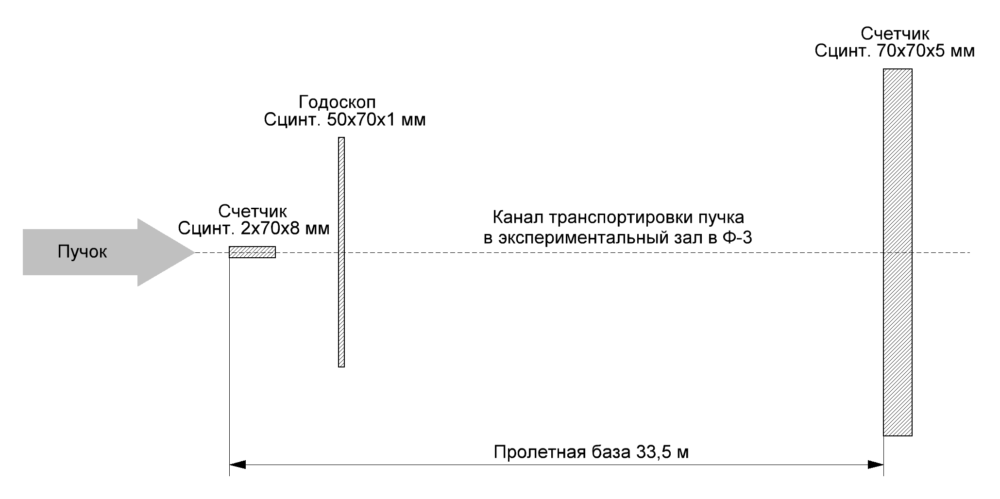 Счетчик
Сцинт. 70x70x5 мм
Годоскоп
Сцинт. 50x70x1 мм
Счетчик
Сцинт. 2x70x8 мм
Пучок
Канал транспортировки пучка
в экспериментальный зал в Ф-3
Пролетная база 33,5 м